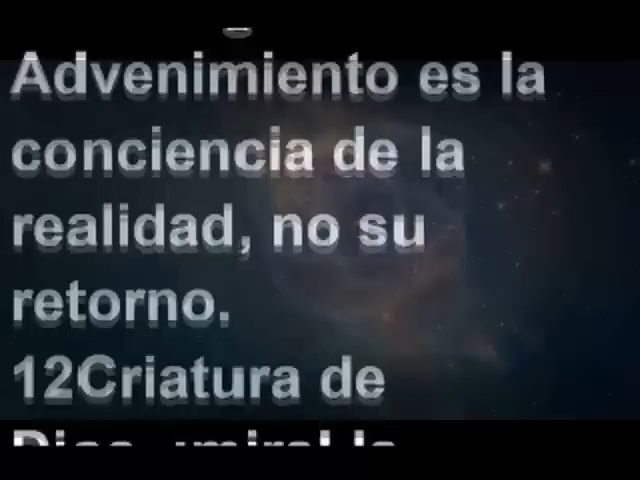 Advenimiento es la
conciencia de la
realidad, no su
retorno.
12Criatura de